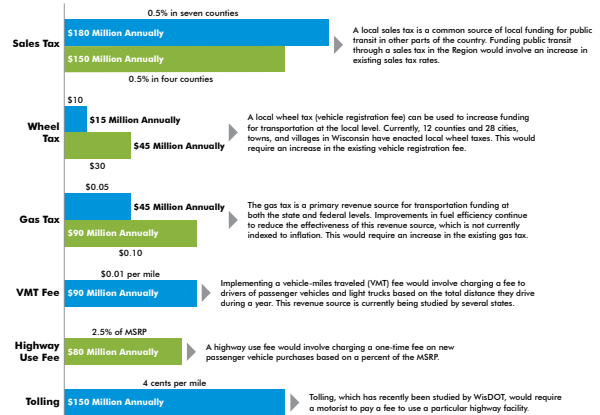 0.5% in seven counties
Sales Tax
$180 Million Annually
$150 Million Annually
0.5% in four counties
A local sales tax is a common source of local funding for public
transit in other parts of the country. Funding public transit
through a sales tax in the Region would involve an increase in
existing sales tax rates.
$10
Wheel
Tax
$15 Million Annually
$45 Million Annually
$30
A local wheel tax (vehicle registration fee) can be used to increase funding
for transportation at the local level. Currently, 12 counties and 28 cities,
towns, and villages in Wisconsin have enacted local wheel taxes. This would
require an increase in the existing vehicle registration fee.
$0.05
Gas Tax
$45 Million Annually
$90 Million Annually
$0.10
The gas tax is a primary revenue source for transportation funding at
both the state and federal levels. Improvements in fuel efficiency continue
to reduce the effectiveness of this revenue source, which is not currently
indexed to inflation. This would require an increase in the existing gas tax.
$0.01 per mile
VMT Fee
$90 Million Annually
Implementing a vehicle-miles traveled (VMT) fee would involve charging a fee to
drivers of passenger vehicles and light trucks based on the total distance they drive
during a year. This revenue source is currently being studied by several states.
2.5% of MSRP
Highway
Use Fee
$80 Million Annually
A highway use fee would involve charging a one-time fee on new
passenger vehicle purchases based on a percent of the MSRP.
4 cents per mile
Tolling
$150 Million Annually
Tolling, which has recently been studied by WisDOT, would require
a motorist to pay a fee to use a particular highway facility.